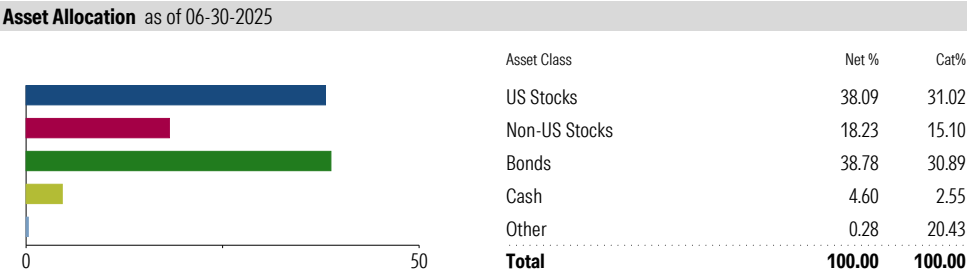 Asset Allocation as of 06-30-2025
Asset Class Net % Cat%
US Stocks 38.09 31.02
Non-US Stocks 18.23 15.10
Bonds 38.78 30.89
Cash 4.60 2.55
Other 0.28 20.43
Total 100.00 100.00
0 50